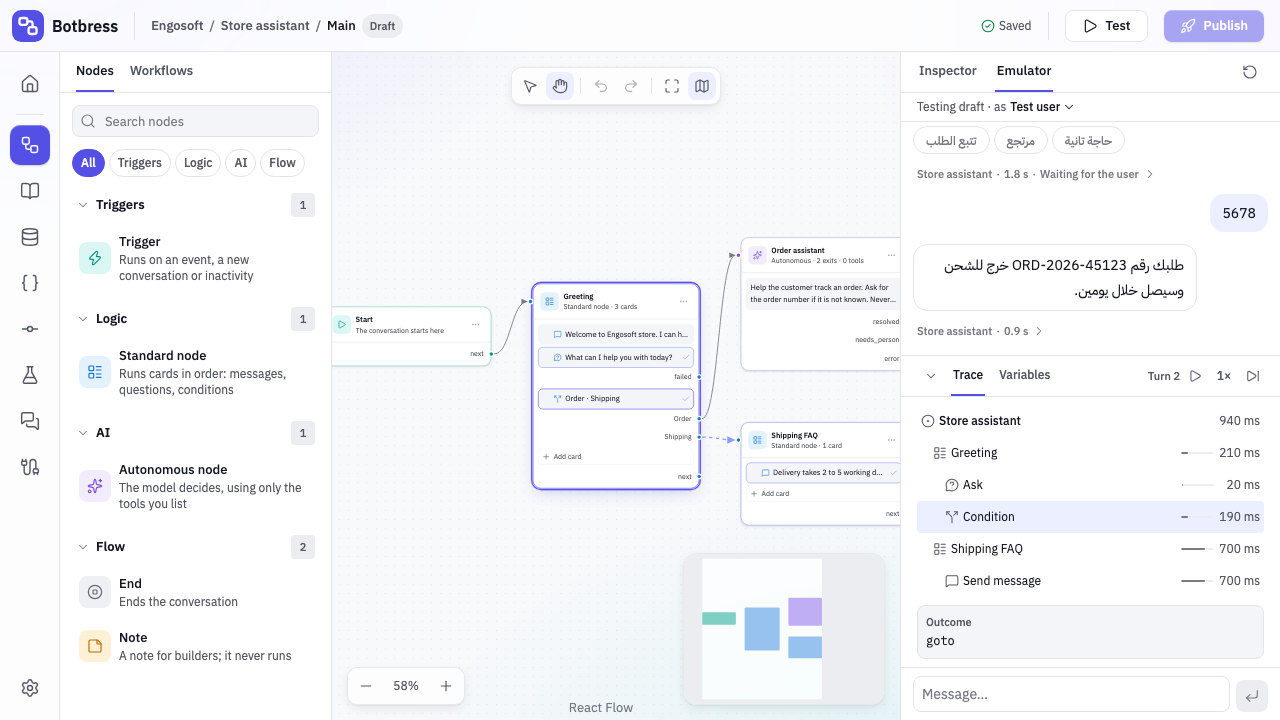 Botbress
Engosoft / Store assistant / Main Draft
Saved
Test
Publish
Nodes Workflows
Search nodes
All Triggers Logic AI Flow
Triggers 1
Trigger
Runs on an event, a new
conversation or inactivity
Logic 1
Standard node
Runs cards in order: messages,
questions, conditions
AI 1
Autonomous node
The model decides, using only the
tools you list
Flow 2
End
Ends the conversation
Note
A note for builders; it never runs
Start
The conversation starts here
next
Greeting
Standard node · 3 cards
Welcome to Engosoft store. I can h...
What can I help you with today?
failed
Order · Shipping
Order
Shipping
Add card
next
Order assistant
Autonomous · 2 exits · 0 tools
Help the customer track an order. Ask for
the order number if it is not known. Never...
resolved
needs_person
error
Shipping FAQ
Standard node · 1 card
Delivery takes 2 to 5 working d...
Add card
next
58%
React Flow
Inspector Emulator
Testing draft · as Test user
تتبع الطلب
مرتجع
حاجة تانية
Store assistant · 1.8 s · Waiting for the user
5678
طلبك رقم ORD-2026-45123 خرج للشحن
وسيصل خلال يومين.
Store assistant · 0.9 s
Trace Variables Turn 2 1×
Store assistant 940 ms
Greeting 210 ms
Ask 20 ms
Condition 190 ms
Shipping FAQ 700 ms
Send message 700 ms
Outcome
goto
Message...